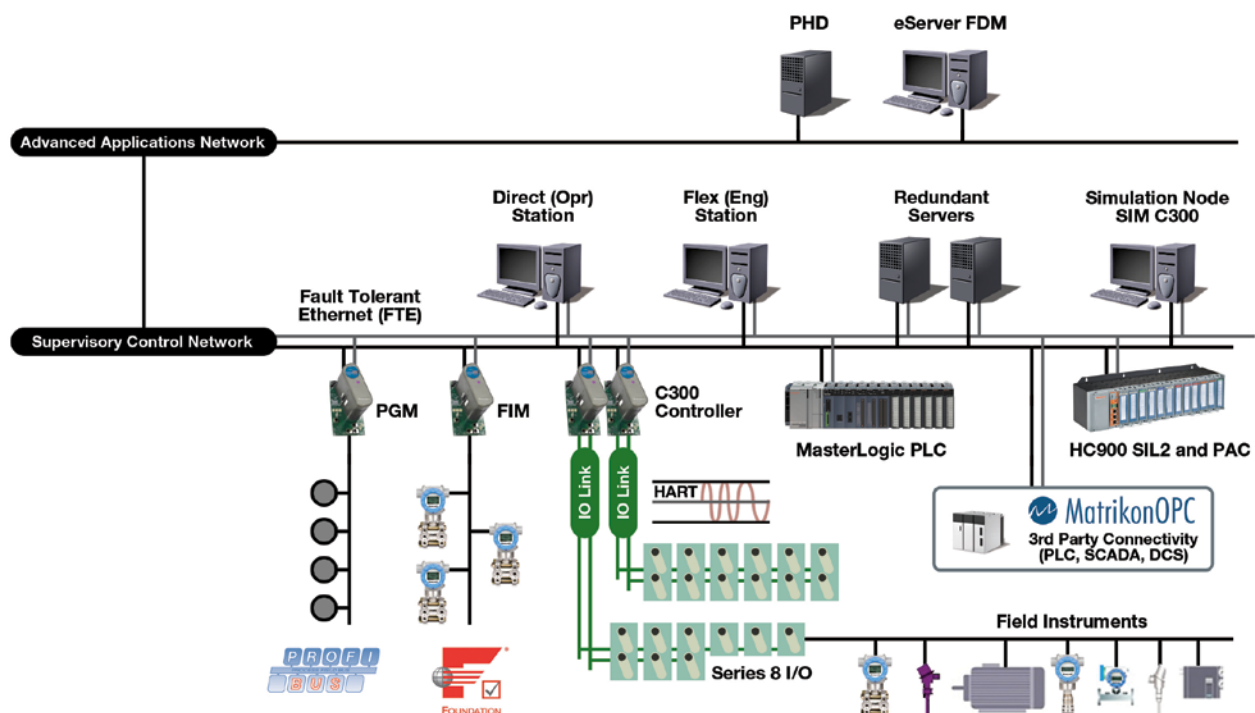 PHD
eServer FDM
Advanced Applications Network
Direct (Opr)
Station
Flex (Eng)
Station
Redundant
Servers
Simulation Node
SIM C300
Fault Tolerant
Ethernet (FTE)
Supervisory Control Network
PGM
FIM
C300
Controller
MasterLogic PLC
HC900 SIL2 and PAC
IO Link
IO Link
HART
MatrikonOPC
3rd Party Connectivity
(PLC, SCADA, DCS)
Field Instruments
Series 8 I/O
PROFI
BUS
®
FOUNDATION